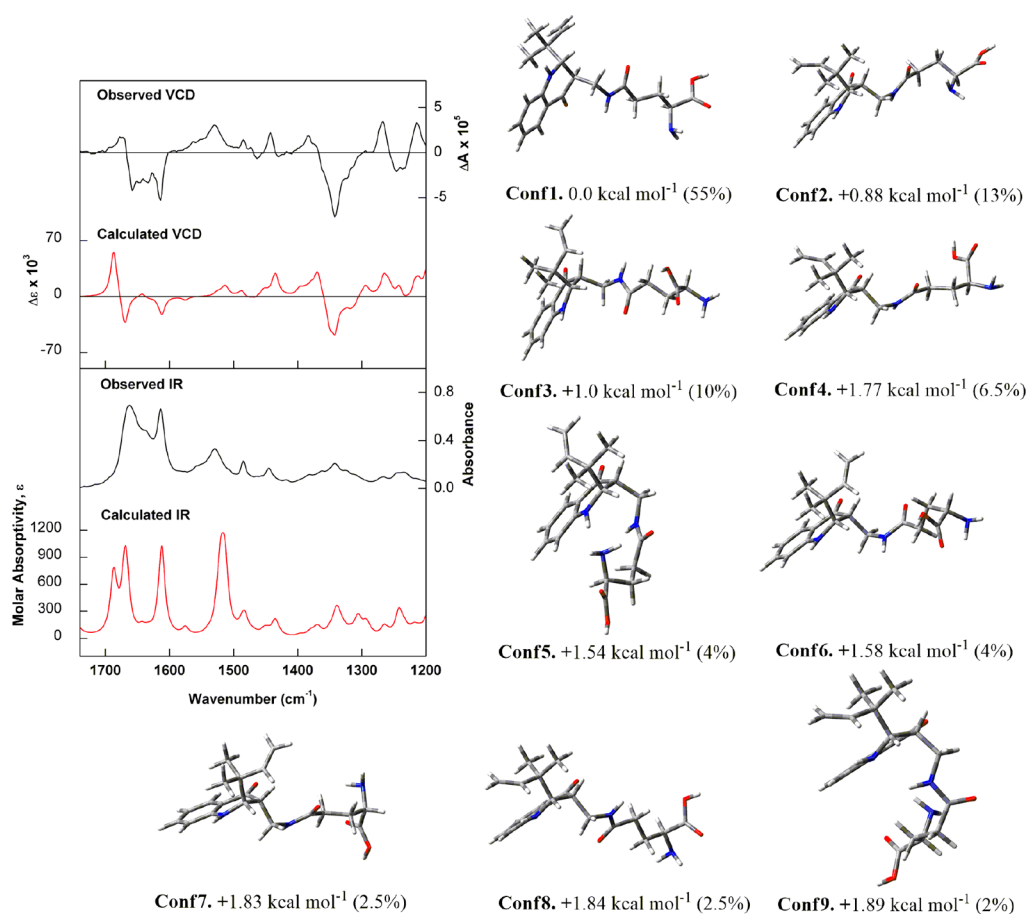 Observed VCD
5
0
-5
ΔA x 10⁵
Calculated VCD
70
0
-70
Δε x 10³
Observed IR
0.8
0.4
0.0
Absorbance
Calculated IR
1200
900
600
300
0
Molar Absorptivity, ε
1700 1600 1500 1400 1300 1200
Wavenumber (cm⁻¹)
Conf1. 0.0 kcal mol⁻¹ (55%)
Conf2. +0.88 kcal mol⁻¹ (13%)
Conf3. +1.0 kcal mol⁻¹ (10%)
Conf4. +1.77 kcal mol⁻¹ (6.5%)
Conf5. +1.54 kcal mol⁻¹ (4%)
Conf6. +1.58 kcal mol⁻¹ (4%)
Conf7. +1.83 kcal mol⁻¹ (2.5%)
Conf8. +1.84 kcal mol⁻¹ (2.5%)
Conf9. +1.89 kcal mol⁻¹ (2%)